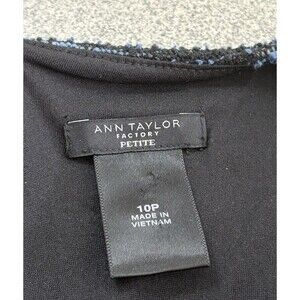 ANN TAYLOR
FACTORY
PETITE
10P
MADE IN
VIETNAM